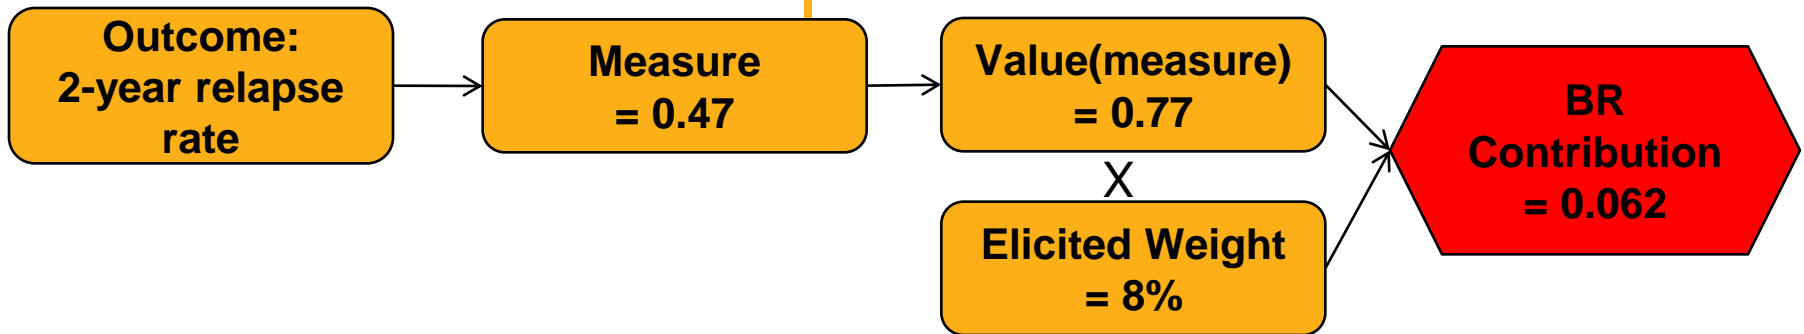 Outcome:
2-year relapse
rate
Measure
= 0.47
Value(measure)
= 0.77
X
Elicited Weight
= 8%
BR
Contribution
= 0.062